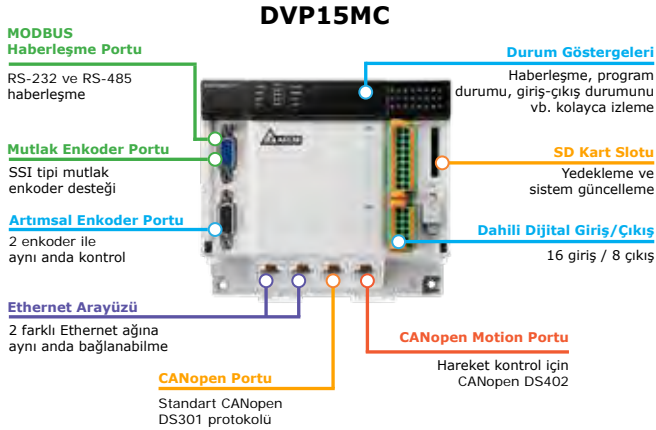 DVP15MC
MODBUS
Haberleşme Portu
RS-232 ve RS-485
haberleşme
Mutlak Enkoder Portu
SSI tipi mutlak
enkoder desteği
Artımsal Enkoder Portu
2 enkoder ile
aynı anda kontrol
Ethernet Arayüzü
2 farklı Ethernet ağına
aynı anda bağlanabilme
CANopen Portu
Standart CANopen
DS301 protokolü
Durum Göstergeleri
Haberleşme, program
durumu, giriş-çıkış durumunu
vb. kolayca izleme
SD Kart Slotu
Yedekleme ve
sistem güncelleme
Dahili Dijital Giriş/Çıkış
16 giriş / 8 çıkış
CANopen Motion Portu
Hareket kontrol için
CANopen DS402